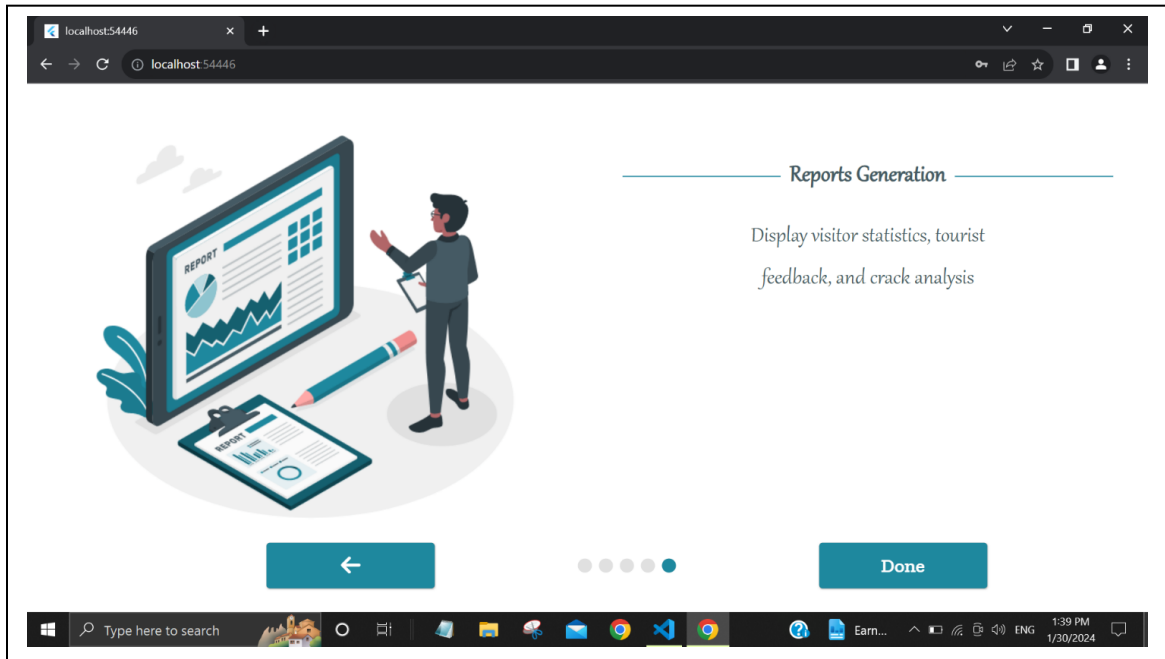 localhost:54446
localhost:54446
Reports Generation
Display visitor statistics, tourist
feedback, and crack analysis
REPORT
REPORT
Done
Type here to search
Earn...
ENG
1:39 PM
1/30/2024